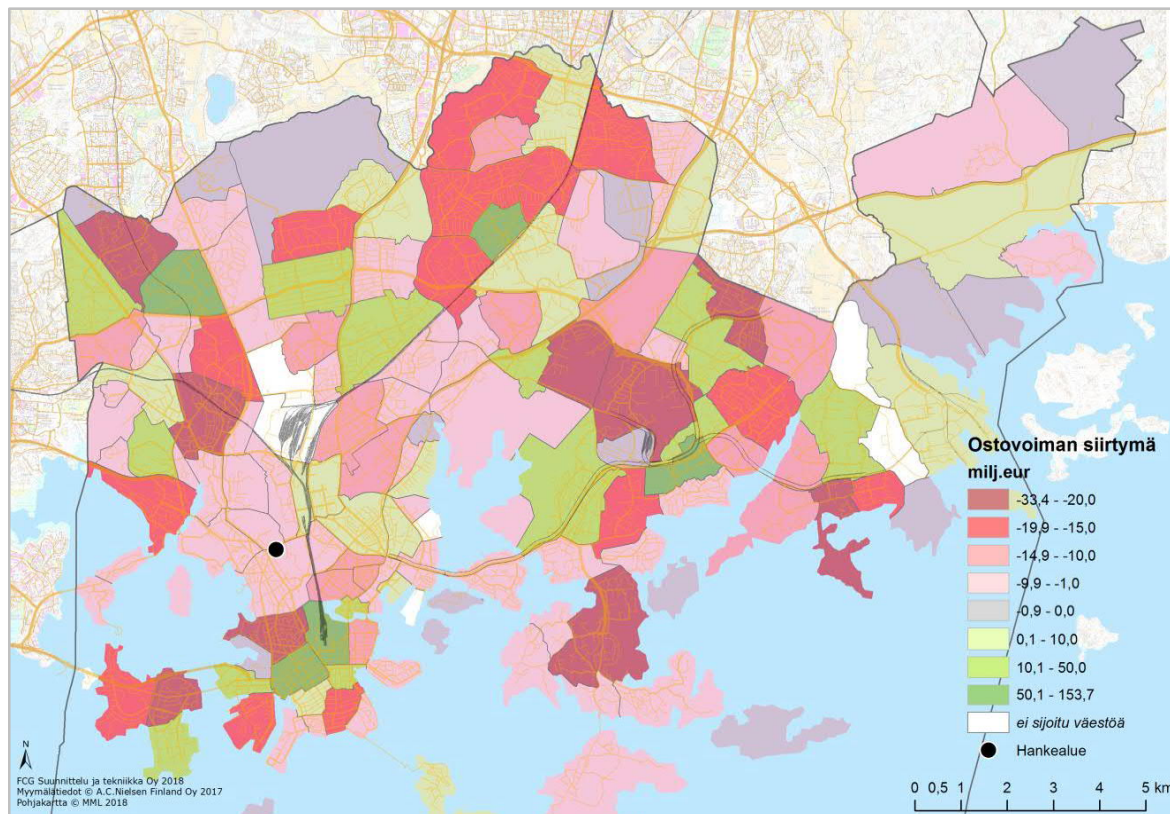 Ostovoiman siirtymä
milj.eur
-33,4 - -20,0
-19,9 - -15,0
-14,9 - -10,0
-9,9 - -1,0
-0,9 - 0,0
0,1 - 10,0
10,1 - 50,0
50,1 - 153,7
ei sijoitu väestöä
Hankealue
N
FCG Suunnittelu ja tekniikka Oy 2018
Myymälätiedot © A.C.Nielsen Finland Oy 2017
Pohjakartta © MML 2018
0 0,5 1 2 3 4 5 km